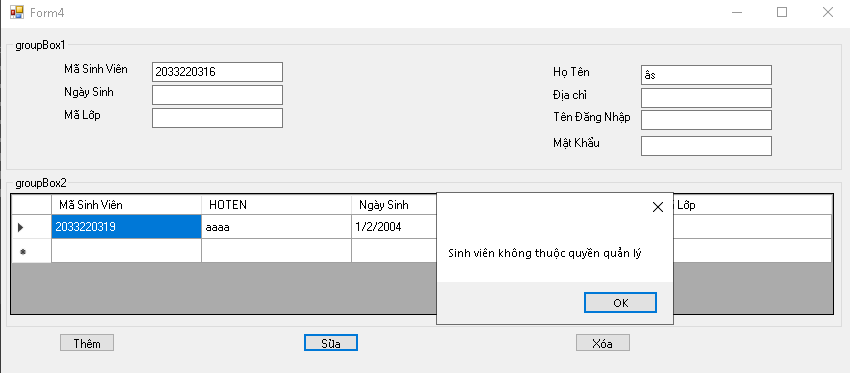 Form4
groupBox1
Mã Sinh Viên 2033220316
Họ Tên âs
Ngày Sinh
Địa chỉ
Mã Lớp
Tên Đăng Nhập
Mật Khẩu
groupBox2
Mã Sinh Viên HOTEN Ngày Sinh Lớp
2033220319 aaaa 1/2/2004
Sinh viên không thuộc quyền quản lý
OK
Thêm Sửa Xóa